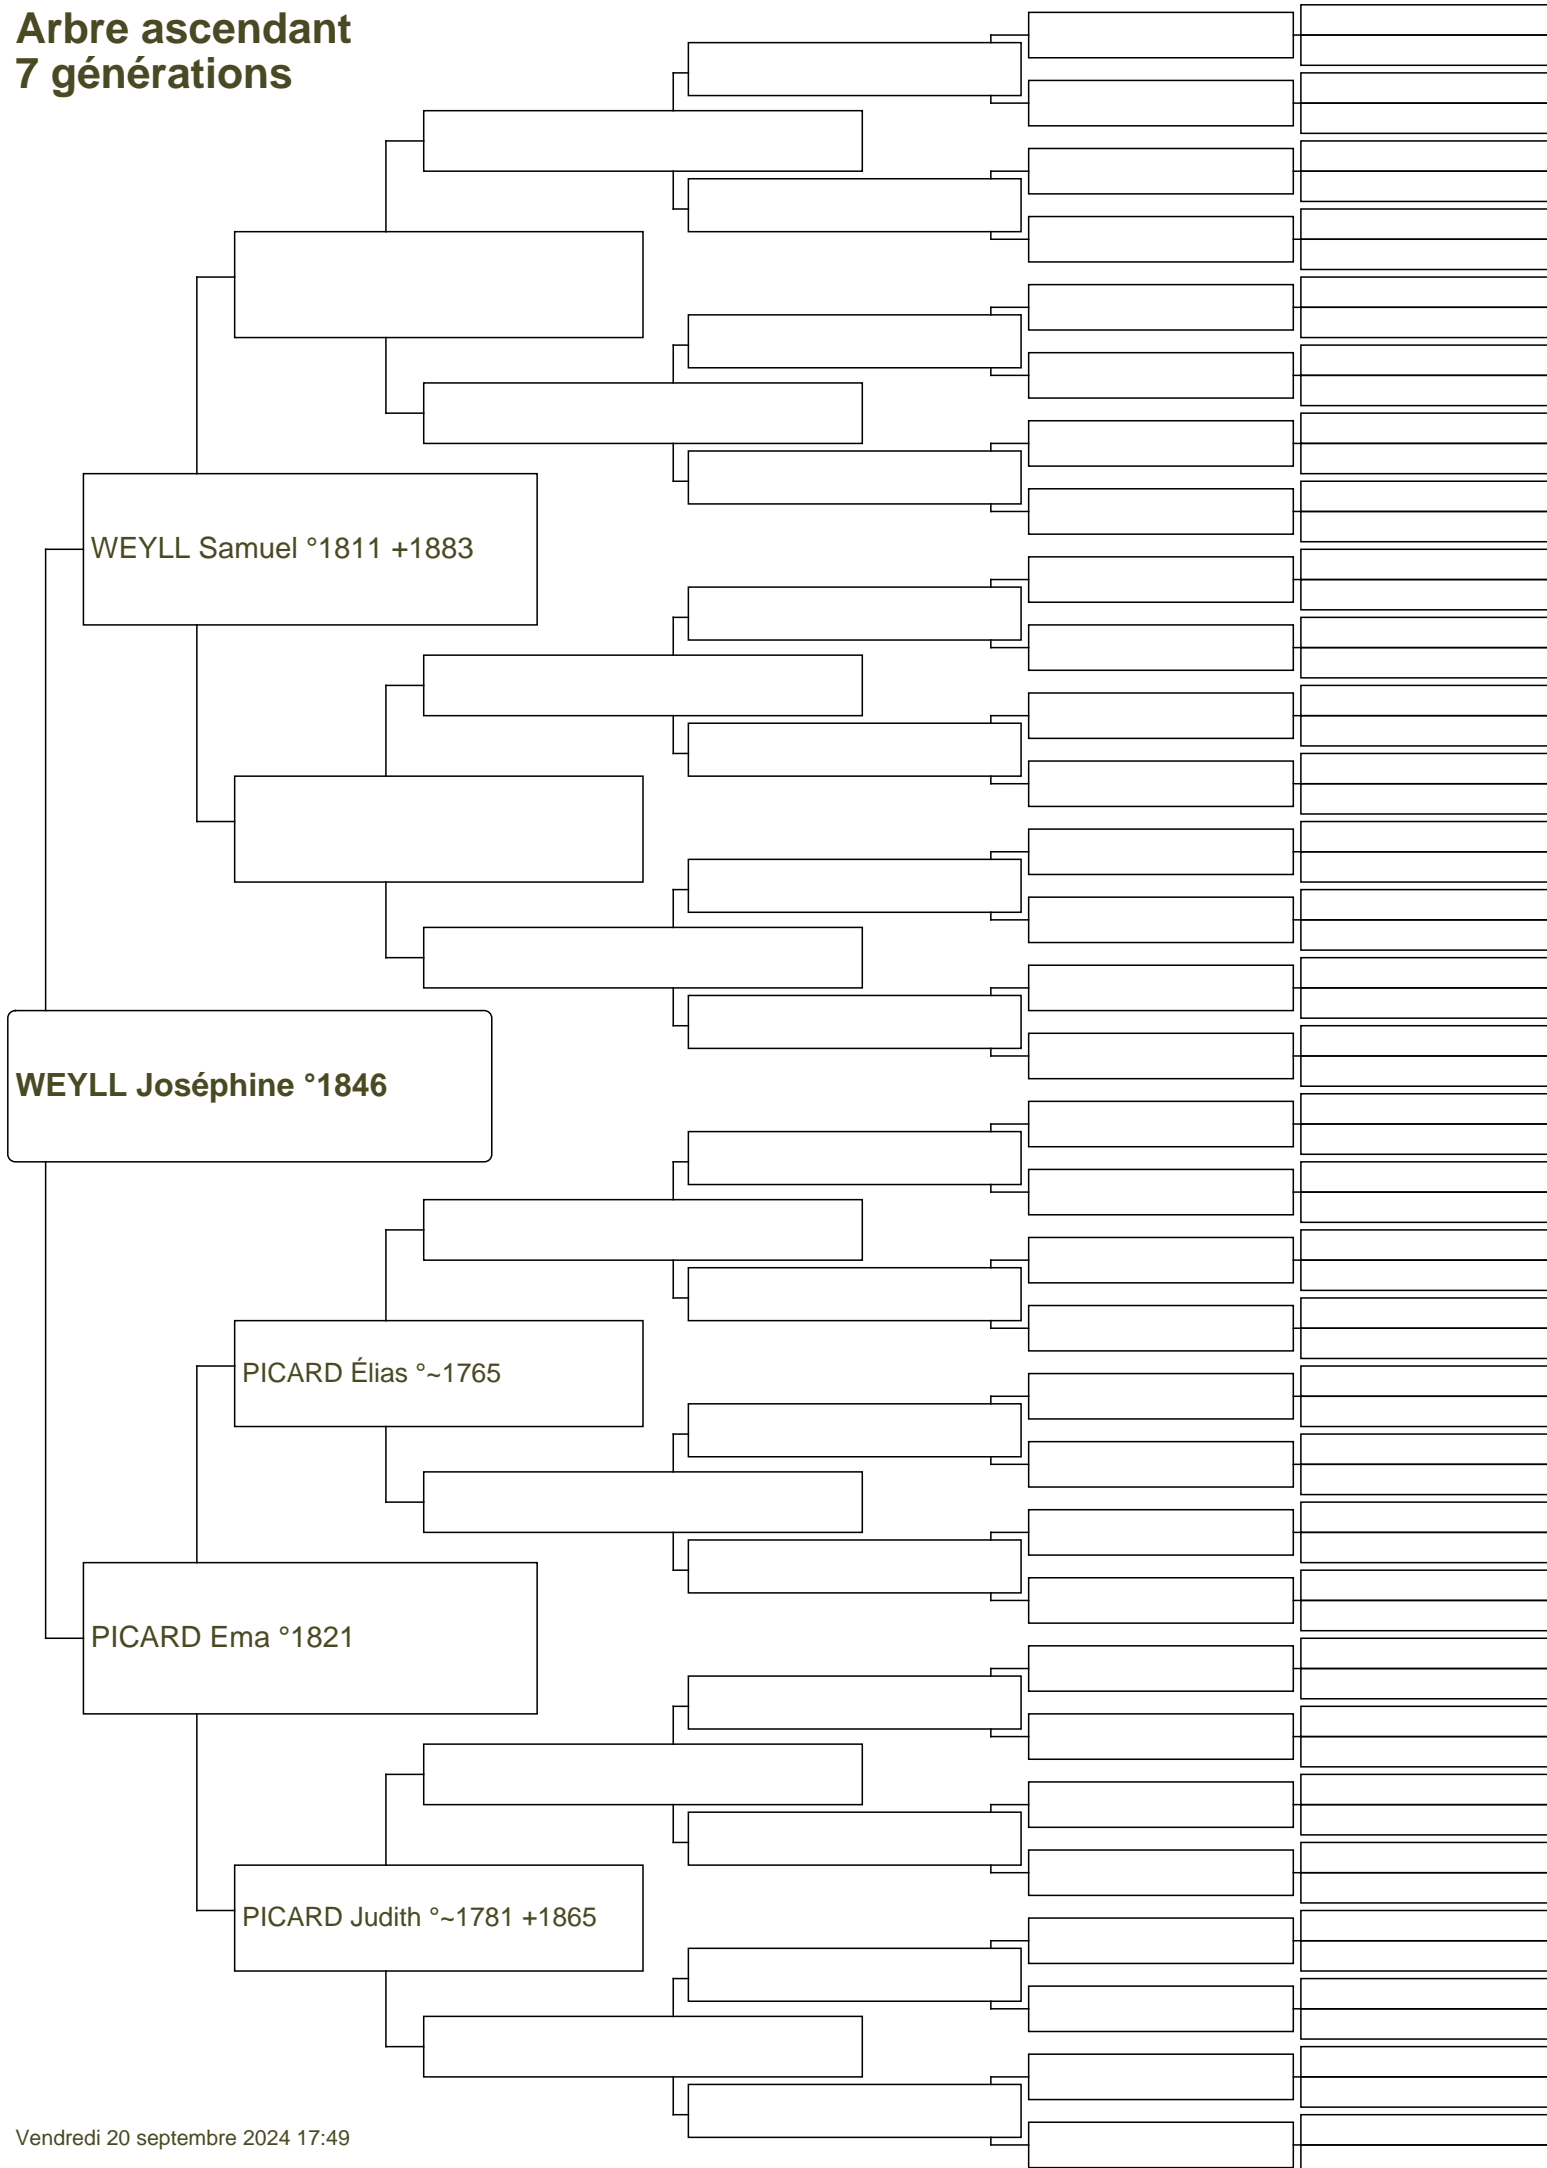 Arbre ascendant
7 générations
WEYLL Samuel °1811 +1883
WEYLL Joséphine °1846
PICARD Élias °~1765
PICARD Ema °1821
PICARD Judith °~1781 +1865
Vendredi 20 septembre 2024 17:49